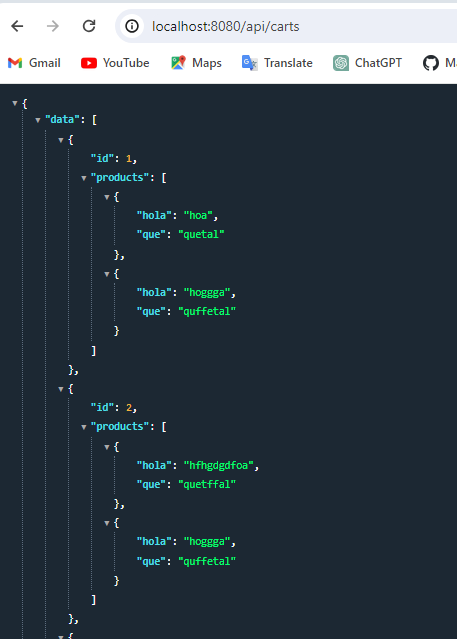 localhost:8080/api/carts
Gmail YouTube Maps Translate ChatGPT M
{
"data": [
{
"id": 1,
"products": [
{
"hola": "hoa",
"que": "quetal"
},
{
"hola": "hoggga",
"que": "quffetal"
}
]
},
{
"id": 2,
"products": [
{
"hola": "hfhgdgdfoa",
"que": "quetffal"
},
{
"hola": "hoggga",
"que": "quffetal"
}
]
},
{